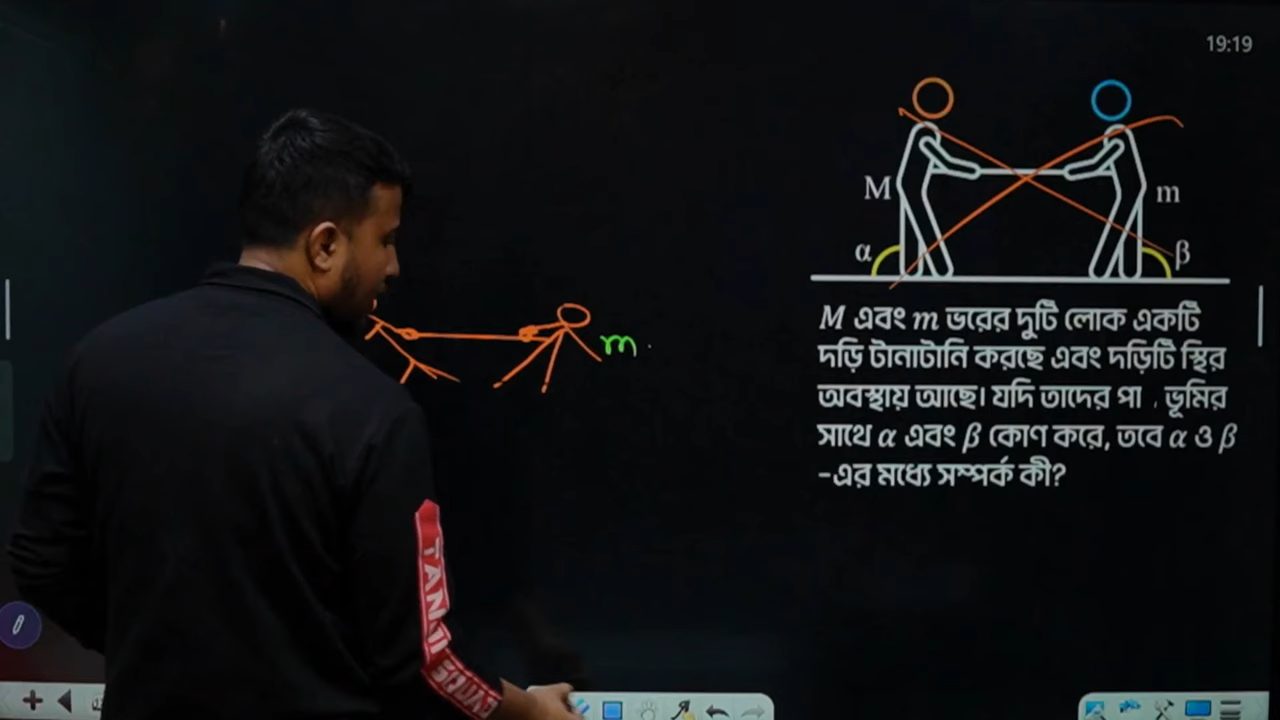 19:19
M
m
α
β
m
M এবং m ভরের দুটি লোক একটি
দড়ি টানাটানি করছে এবং দড়িটি স্থির
অবস্থায় আছে। যদি তাদের পা , ভূমির
সাথে α এবং β কোণ করে, তবে α ও β
-এর মধ্যে সম্পর্ক কী?